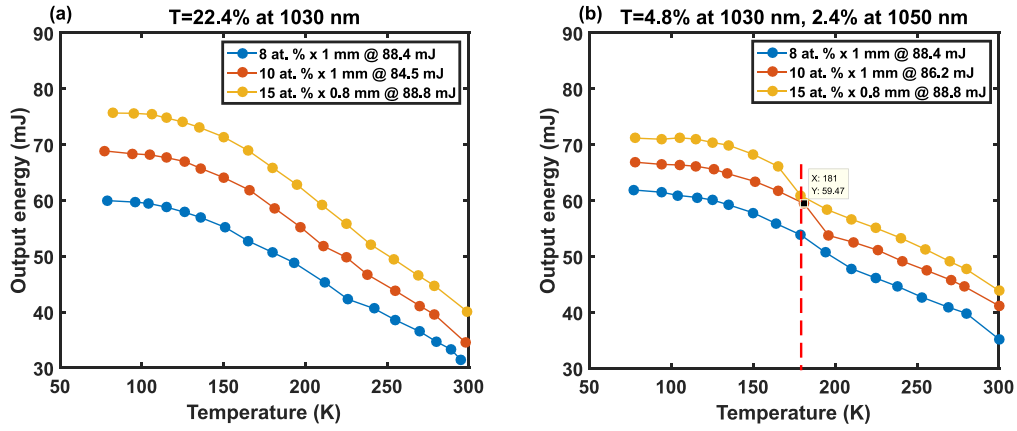 (a)
T=22.4% at 1030 nm
90
80
70
60
50
40
30
Output energy (mJ)
8 at. % x 1 mm @ 88.4 mJ
10 at. % x 1 mm @ 84.5 mJ
15 at. % x 0.8 mm @ 88.8 mJ
50
100
150
200
250
300
Temperature (K)
(b)
T=4.8% at 1030 nm, 2.4% at 1050 nm
90
80
70
60
50
40
30
Output energy (mJ)
8 at. % x 1 mm @ 88.4 mJ
10 at. % x 1 mm @ 86.2 mJ
15 at. % x 0.8 mm @ 88.8 mJ
X: 181
Y: 59.47
50
100
150
200
250
300
Temperature (K)